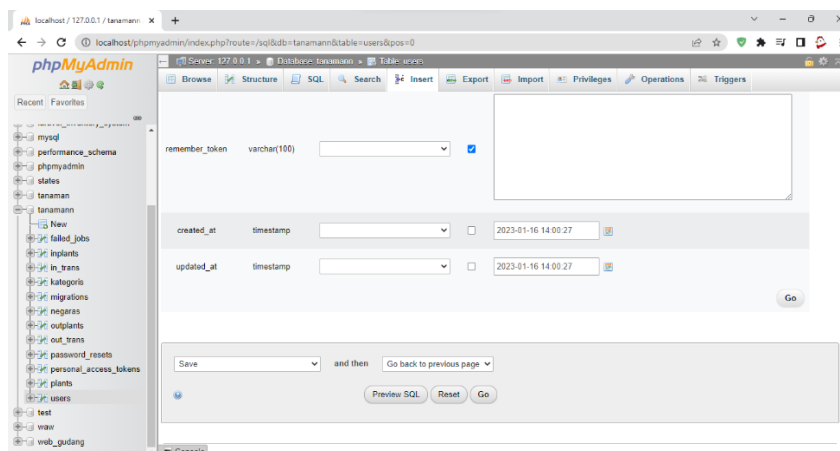 localhost / 127.0.0.1 / tanamann
localhost/phpmyadmin/index.php?route=/sql&db=tanamann&table=users&pos=0
phpMyAdmin
Recent Favorites
mysql
performance_schema
phpmyadmin
states
tanaman
tanamann
New
failed_jobs
inplants
in_trans
kategoris
migrations
negaras
outplants
out_trans
password_resets
personal_access_tokens
plants
users
test
waw
web_gudang
Server: 127.0.0.1 » Database: tanamann » Table: users
Browse Structure SQL Search Insert Export Import Privileges Operations Triggers
remember_token varchar(100)
created_at timestamp 2023-01-16 14:00:27
updated_at timestamp 2023-01-16 14:00:27
Go
Save and then Go back to previous page
Preview SQL Reset Go
Console